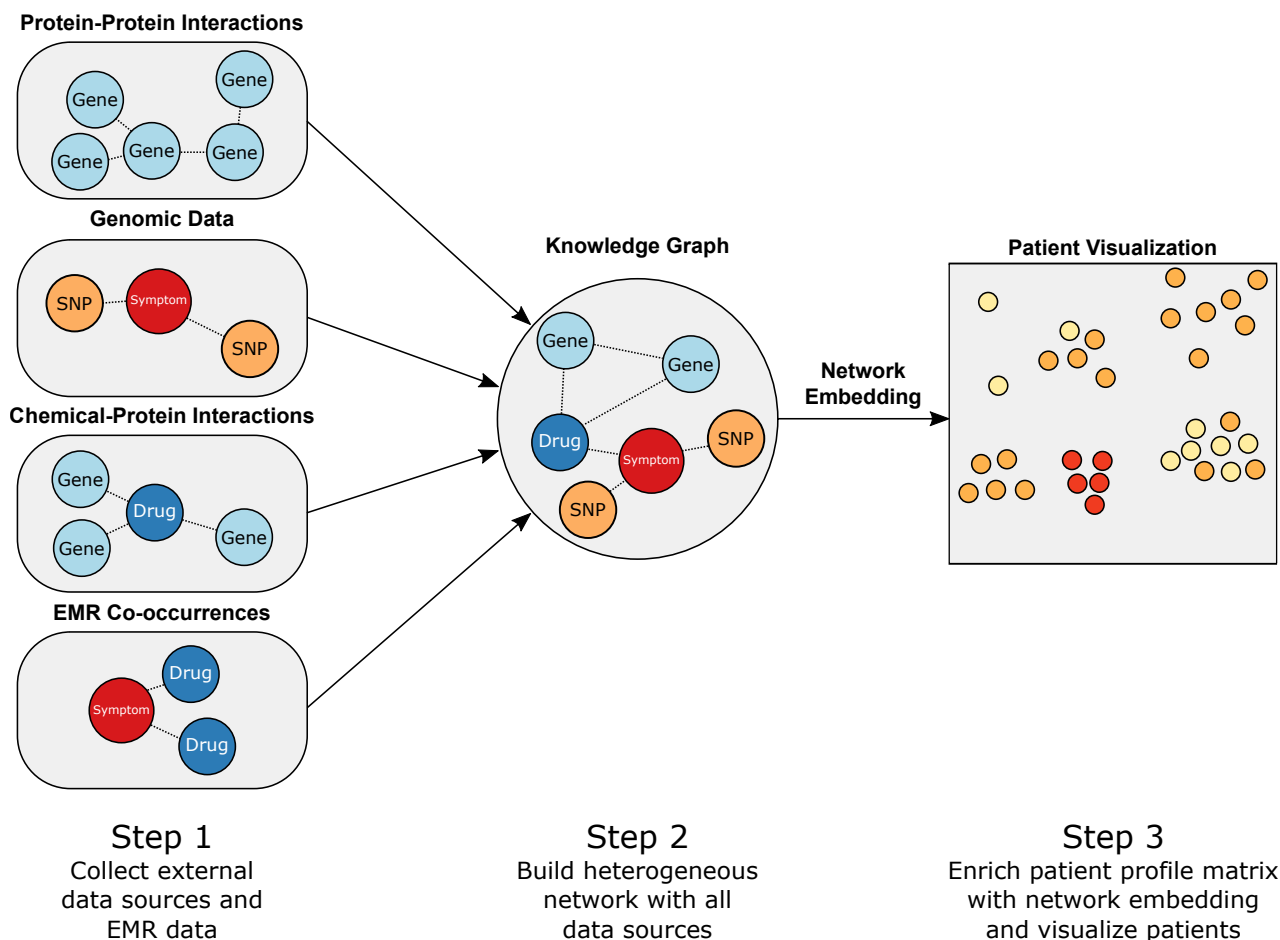 Protein-Protein Interactions
Gene
Gene
Gene
Gene
Gene
Genomic Data
SNP
Symptom
SNP
Chemical-Protein Interactions
Gene
Drug
Gene
Gene
EMR Co-occurrences
Drug
Symptom
Drug
Knowledge Graph
Gene
Gene
Drug
SNP
Symptom
SNP
Network
Embedding
Patient Visualization
Step 1
Collect external
data sources and
EMR data
Step 2
Build heterogeneous
network with all
data sources
Step 3
Enrich patient profile matrix
with network embedding
and visualize patients